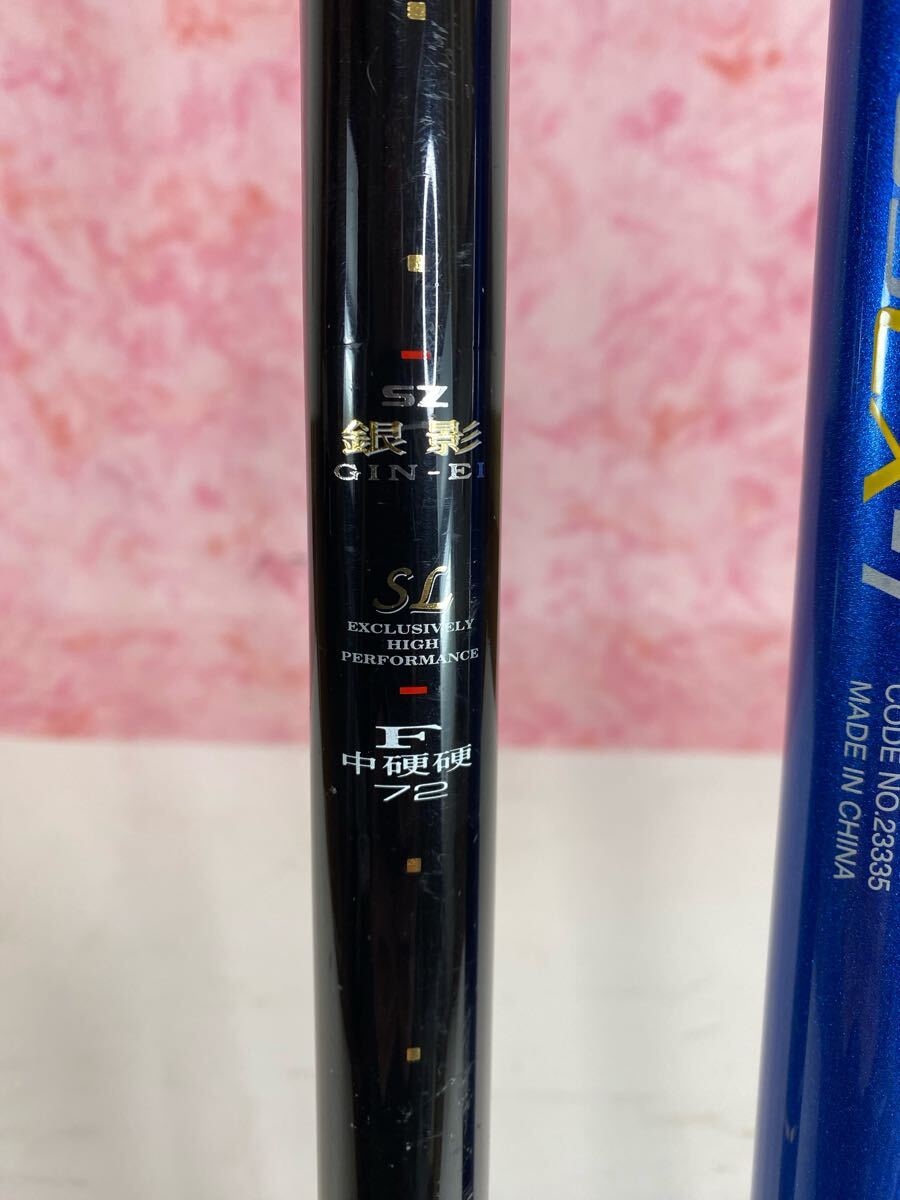 SZ
銀影
GIN-EI
SL
EXCLUSIVELY
HIGH
PERFORMANCE
F
中硬硬
72
CODE NO.23335
MADE IN CHINA